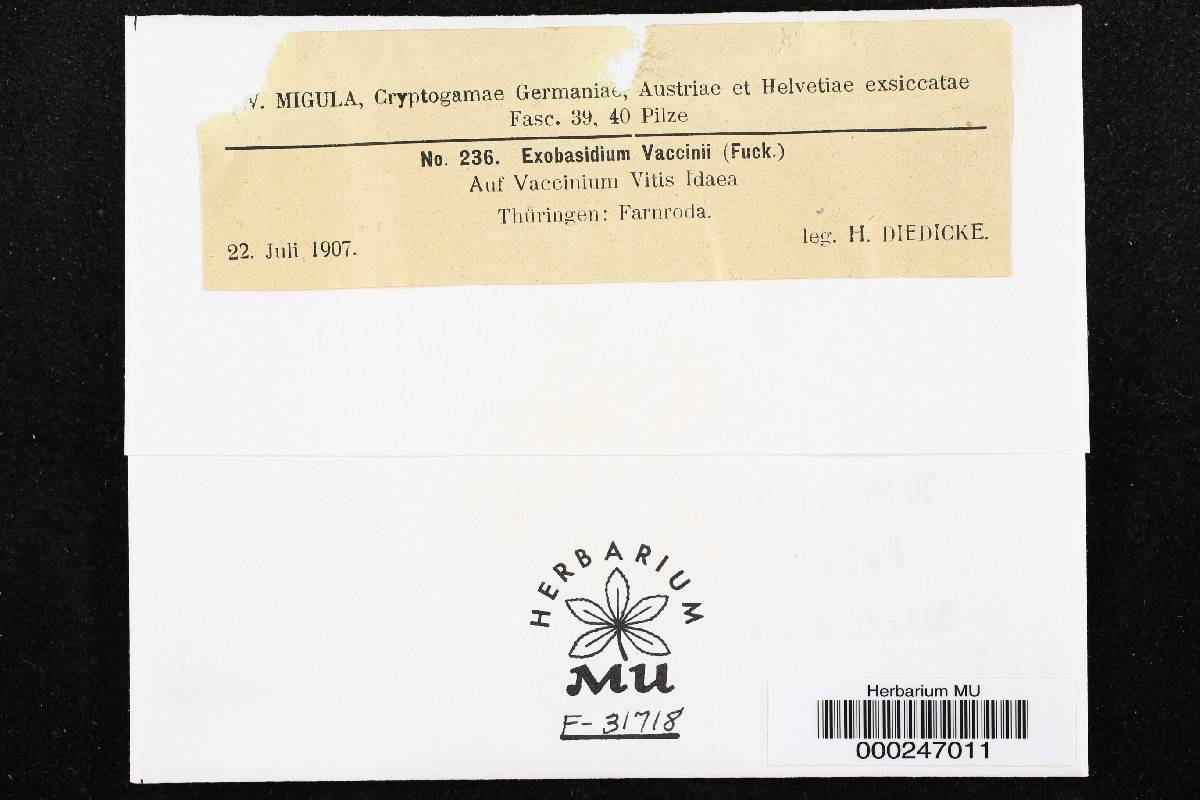 W. MIGULA, Cryptogamae Germaniae, Austriae et Helvetiae exsiccatae
Fasc. 39, 40 Pilze
No. 236. Exobasidium Vaccinii (Fuck.)
Auf Vaccinium Vitis Idaea
Thüringen: Farnroda.
22. Juli 1907. leg. H. DIEDICKE.
HERBARIUM
MU
F-31718
Herbarium MU
000247011